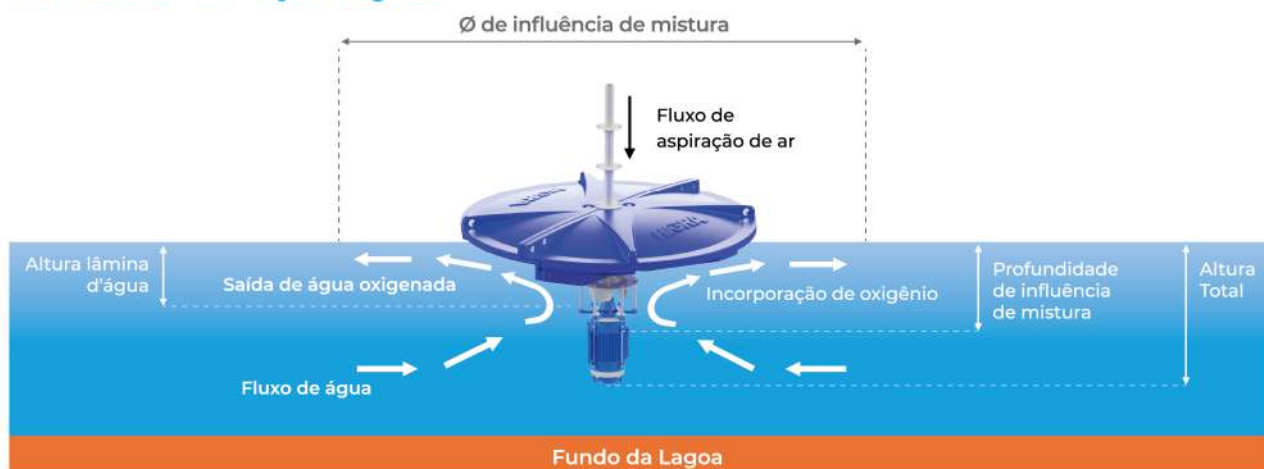 Ø de influência de mistura
Fluxo de
aspiração de ar
HIGRA
Altura lâmina
d'água
Saída de água oxigenada
Incorporação de oxigênio
Profundidade
de influência
de mistura
Altura
Total
Fluxo de água
Fundo da Lagoa